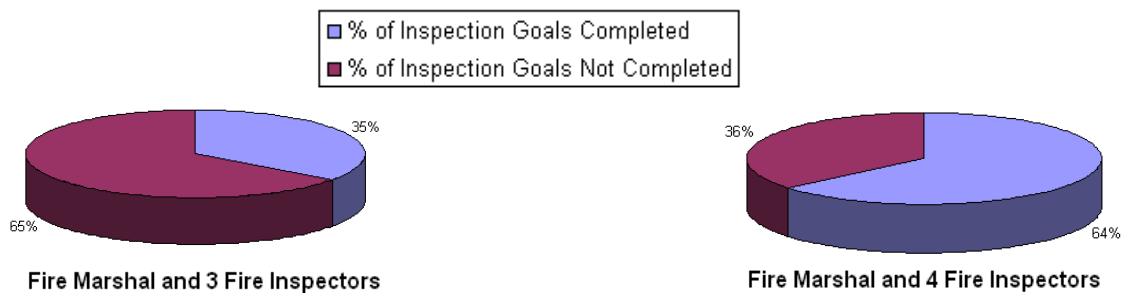 % of Inspection Goals Completed
% of Inspection Goals Not Completed
35%
65%
Fire Marshal and 3 Fire Inspectors
36%
64%
Fire Marshal and 4 Fire Inspectors